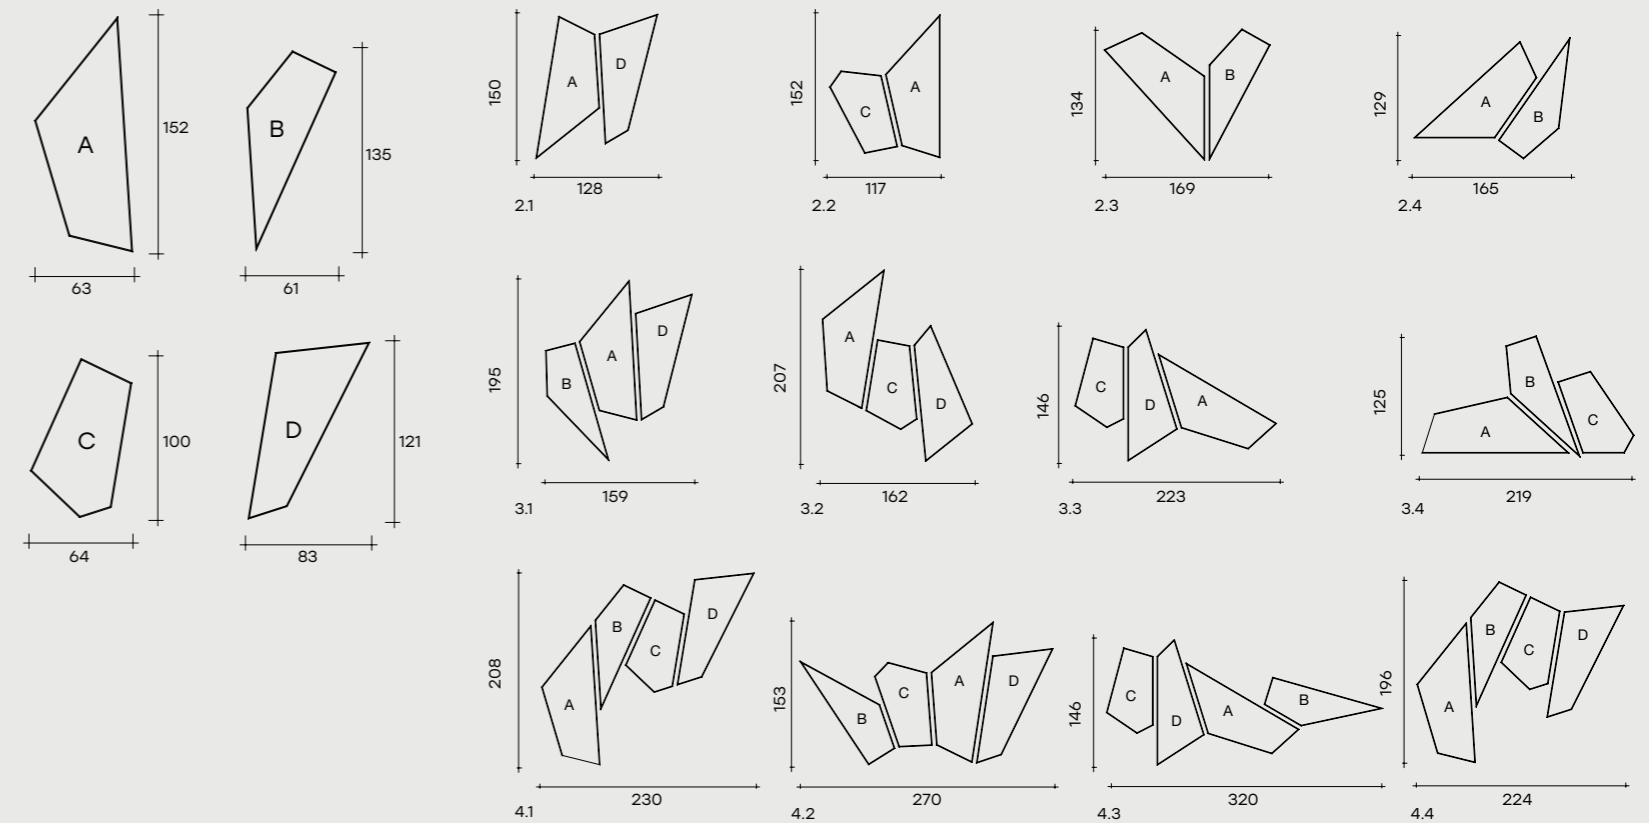 A
152
63
B
135
61
C
100
64
D
121
83
150
A
D
128
2.1
152
C
A
117
2.2
134
A
B
169
2.3
129
A
B
165
2.4
195
B
A
D
159
3.1
207
A
C
D
162
3.2
146
C
D
A
223
3.3
125
A
B
C
219
3.4
208
A
B
C
D
230
4.1
153
B
C
A
D
270
4.2
146
C
D
A
B
320
4.3
196
A
B
C
D
224
4.4